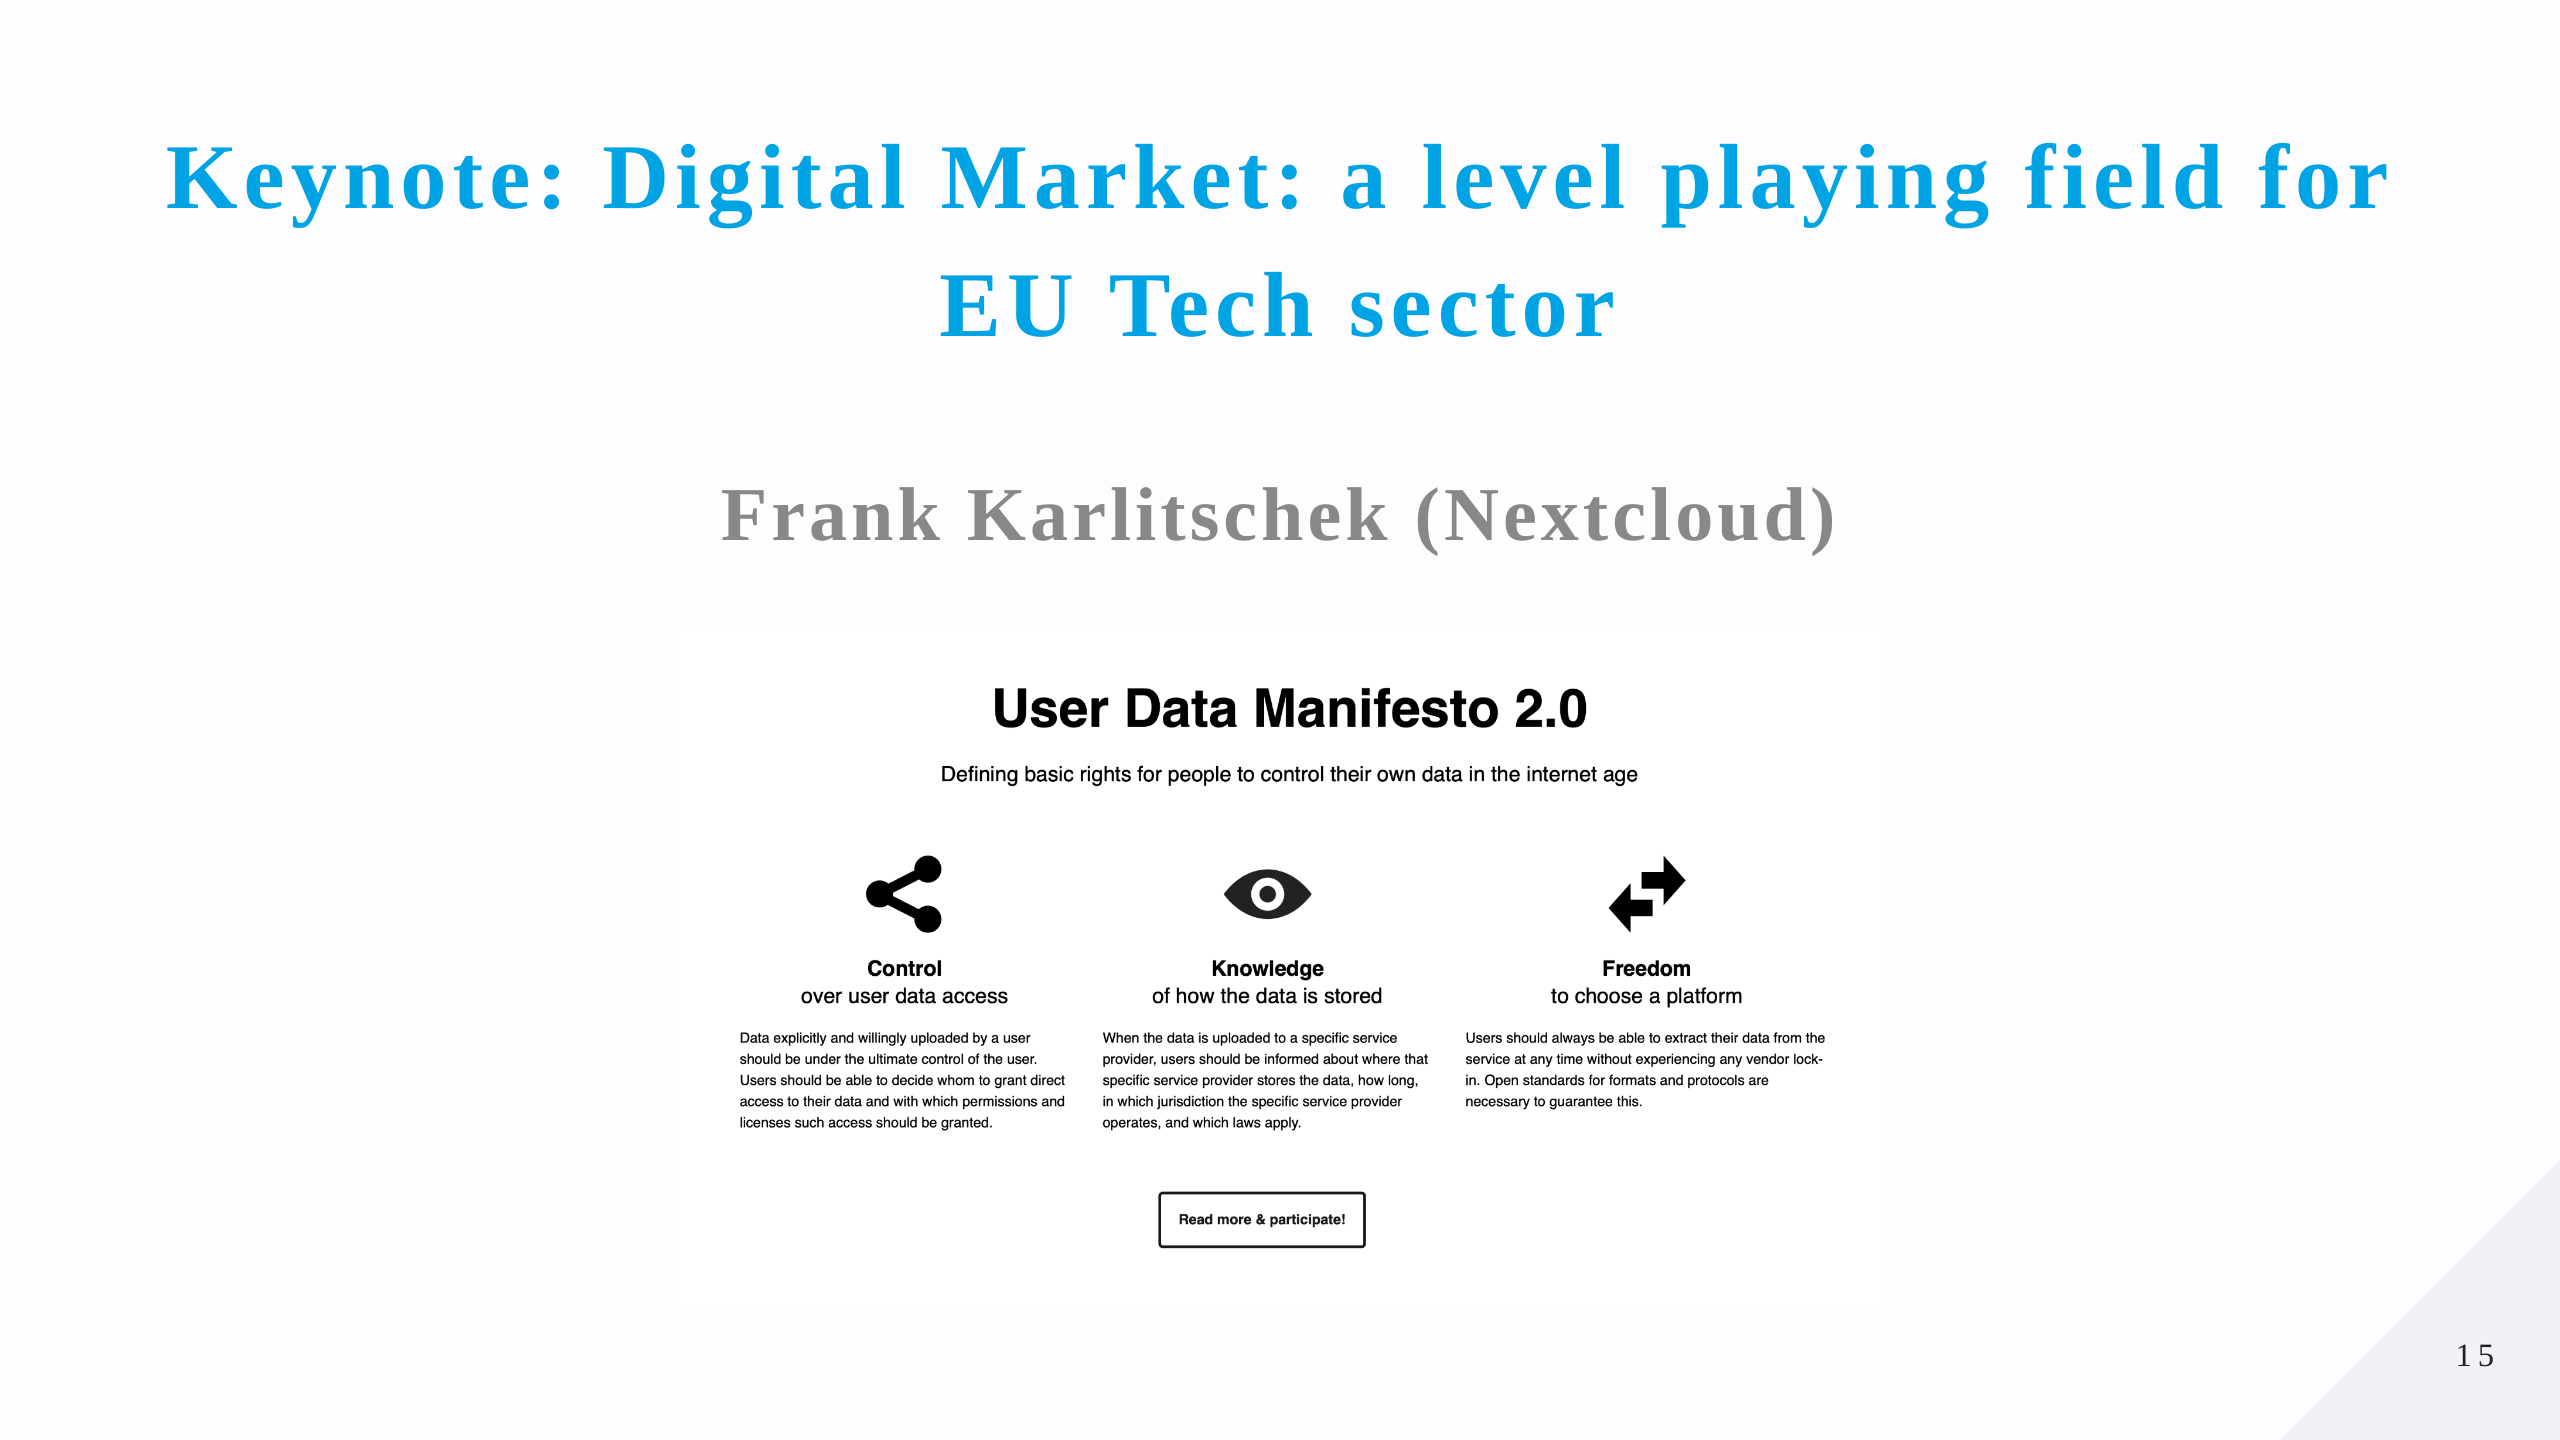 Keynote: Digital Market: a level playing field for
EU Tech sector
Frank Karlitschek (Nextcloud)
User Data Manifesto 2.0
Defining basic rights for people to control their own data in the internet age
Control
over user data access
Data explicitly and willingly uploaded by a user
should be under the ultimate control of the user.
Users should be able to decide whom to grant direct
access to their data and with which permissions and
licenses such access should be granted.
Knowledge
of how the data is stored
When the data is uploaded to a specific service
provider, users should be informed about where that
specific service provider stores the data, how long,
in which jurisdiction the specific service provider
operates, and which laws apply.
Freedom
to choose a platform
Users should always be able to extract their data from the
service at any time without experiencing any vendor lock-
in. Open standards for formats and protocols are
necessary to guarantee this.
Read more & participate!
15